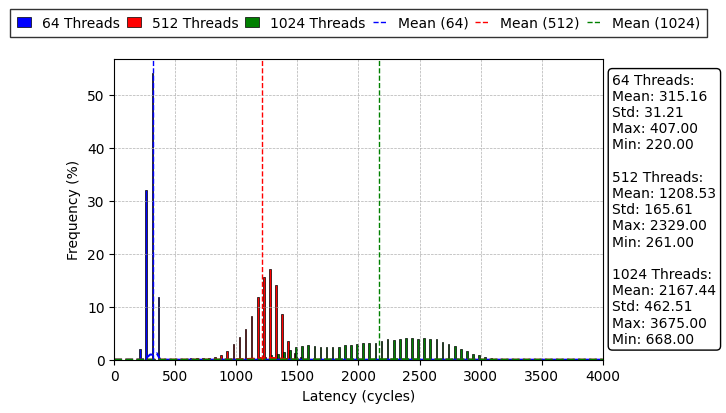 64 Threads 512 Threads 1024 Threads Mean (64) Mean (512) Mean (1024)
Frequency (%)
50
40
30
20
10
0
0 500 1000 1500 2000 2500 3000 3500 4000
Latency (cycles)
64 Threads:
Mean: 315.16
Std: 31.21
Max: 407.00
Min: 220.00
512 Threads:
Mean: 1208.53
Std: 165.61
Max: 2329.00
Min: 261.00
1024 Threads:
Mean: 2167.44
Std: 462.51
Max: 3675.00
Min: 668.00